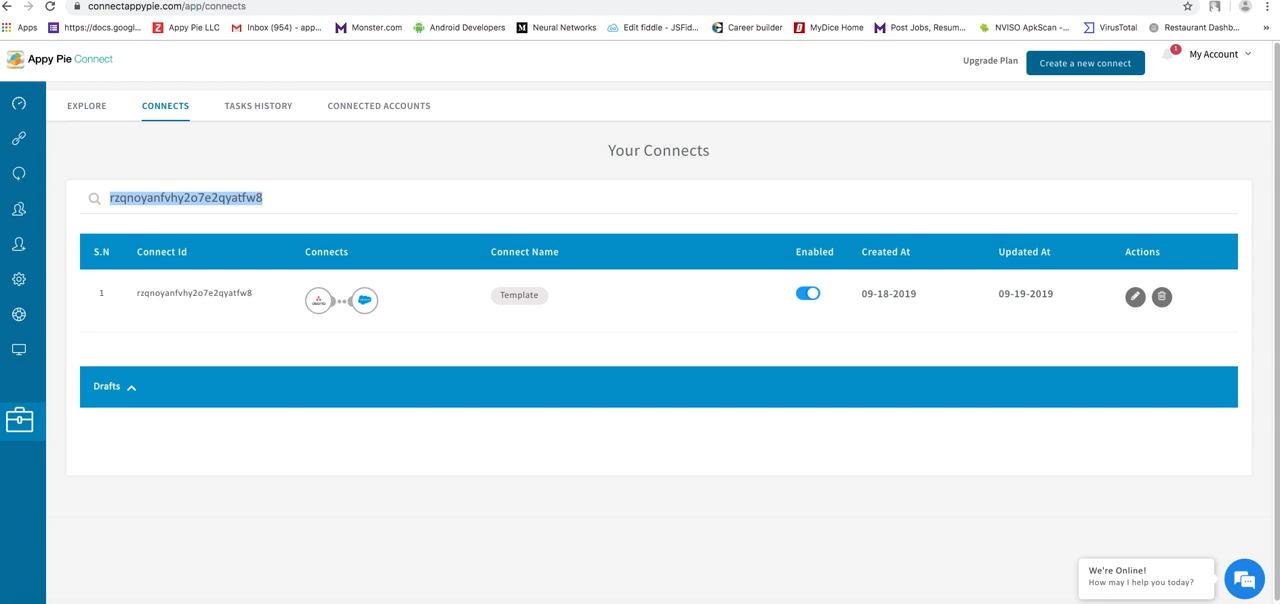 connectappypie.com/app/connects
Apps
https://docs.googl...
Appy Pie LLC
Inbox (954) - app...
Monster.com
Android Developers
Neural Networks
Edit fiddle - JSFid...
Career builder
MyDice Home
Post Jobs, Resum...
NVISO ApkScan -...
VirusTotal
Restaurant Dashb...
»
Appy Pie Connect
Upgrade Plan
Create a new connect
1
My Account
EXPLORE
CONNECTS
TASKS HISTORY
CONNECTED ACCOUNTS
Your Connects
rzqnoyanfvhy2o7e2qyatfw8
S.N Connect Id Connects Connect Name Enabled Created At Updated At Actions
1 rzqnoyanfvhy2o7e2qyatfw8 asana Template 09-18-2019 09-19-2019
Drafts
We're Online!
How may I help you today?